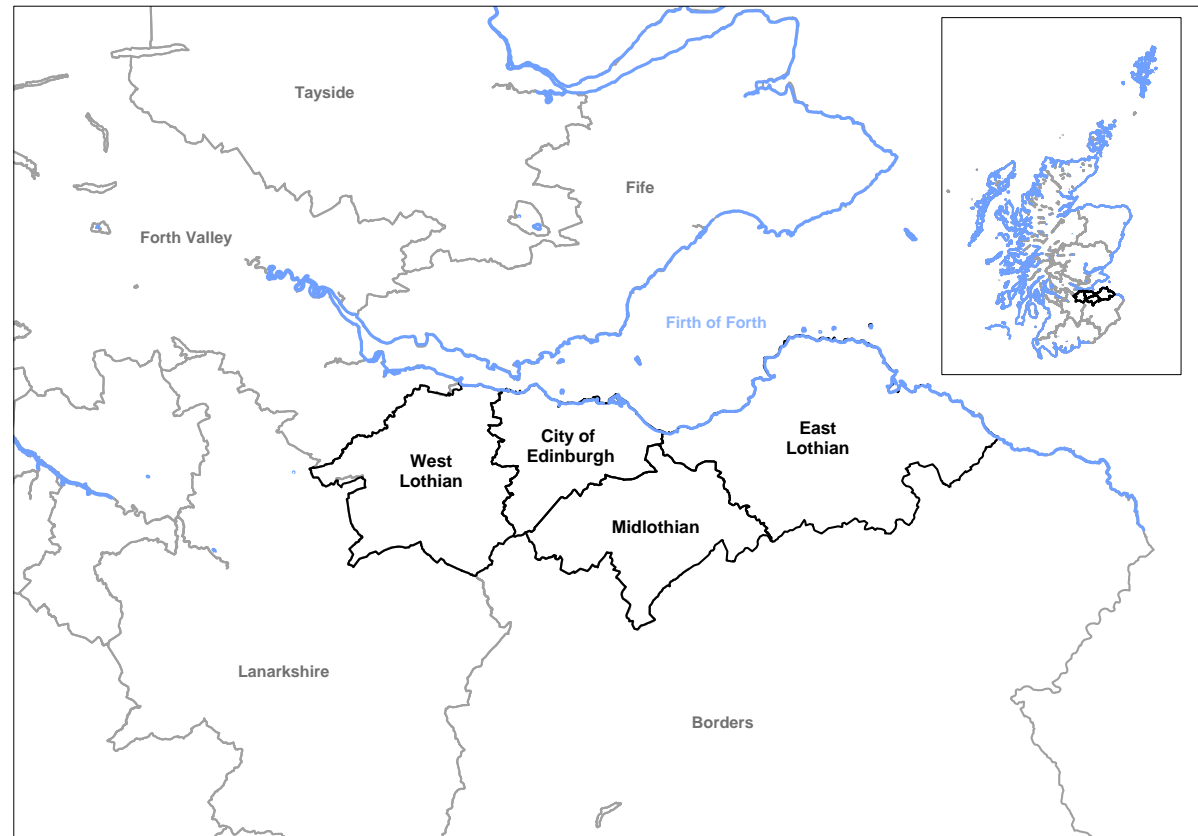 Tayside
Fife
Forth Valley
Firth of Forth
East
Lothian
City of
Edinburgh
West
Lothian
Midlothian
Lanarkshire
Borders